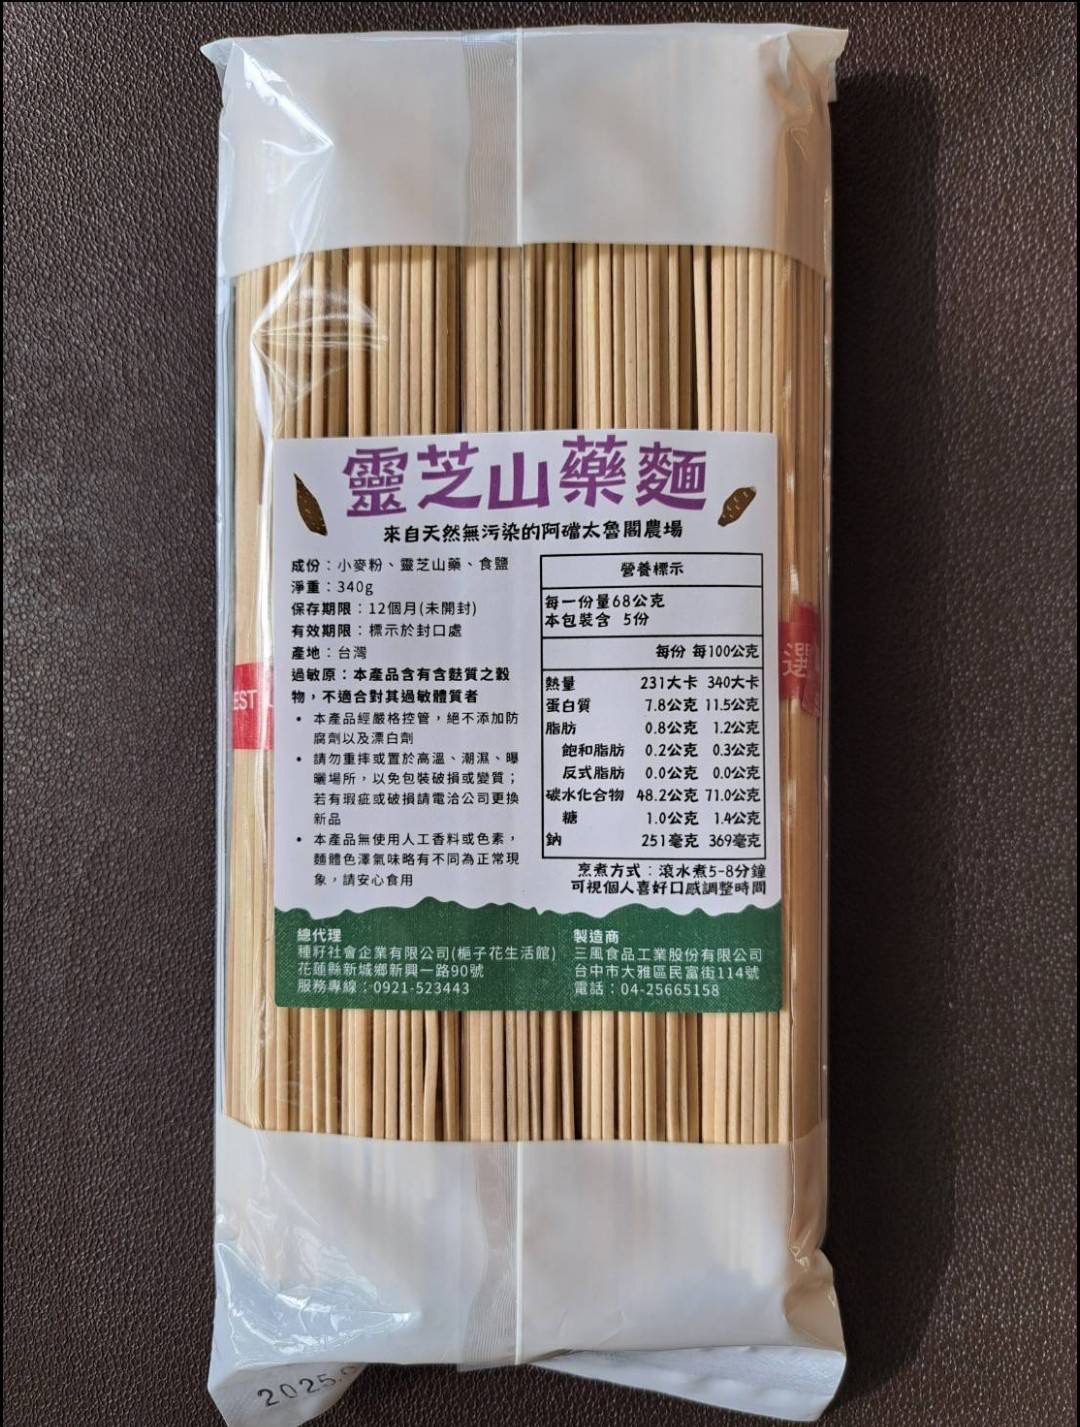 靈芝山藥麵
來自天然無污染的阿礑太魯閣農場
成份：小麥粉、靈芝山藥、食鹽
淨重：340g
保存期限：12個月(未開封)
有效期限：標示於封口處
產地：台灣
過敏原：本產品含有含麩質之穀
物，不適合對其過敏體質者
• 本產品經嚴格控管，絕不添加防
腐劑以及漂白劑
• 請勿重摔或置於高溫、潮濕、曝
曬場所，以免包裝破損或變質；
若有瑕疵或破損請電洽公司更換
新品
• 本產品無使用人工香料或色素，
麵體色澤氣味略有不同為正常現
象，請安心食用
營養標示
每一份量68公克
本包裝含 5份
每份 每100公克
熱量 231大卡 340大卡
蛋白質 7.8公克 11.5公克
脂肪 0.8公克 1.2公克
飽和脂肪 0.2公克 0.3公克
反式脂肪 0.0公克 0.0公克
碳水化合物 48.2公克 71.0公克
糖 1.0公克 1.4公克
鈉 251毫克 369毫克
烹煮方式：滾水煮5-8分鐘
可視個人喜好口感調整時間
總代理
種籽社會企業有限公司(梔子花生活館)
花蓮縣新城鄉新興一路90號
服務專線：0921-523443
製造商
三風食品工業股份有限公司
台中市大雅區民富街114號
電話：04-25665158
EST
選
2025.